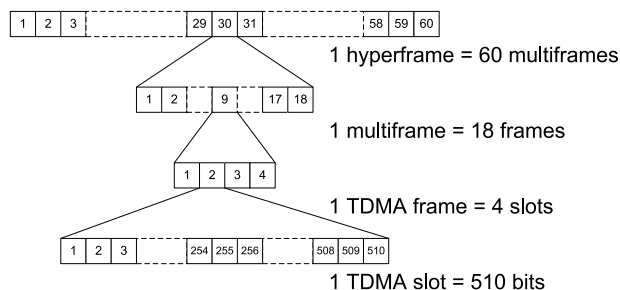 1 2 3 29 30 31 58 59 60
1 hyperframe = 60 multiframes
1 2 9 17 18
1 multiframe = 18 frames
1 2 3 4
1 TDMA frame = 4 slots
1 2 3 254 255 256 508 509 510
1 TDMA slot = 510 bits